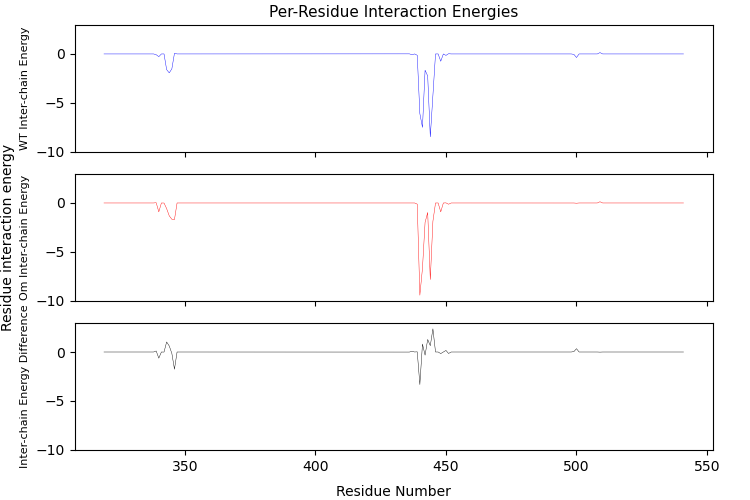 Per-Residue Interaction Energies
Residue interaction energy
WT Inter-chain Energy
0
−5
−10
Om Inter-chain Energy
0
−5
−10
Inter-chain Energy Difference
0
−5
−10
350
400
450
500
550
Residue Number